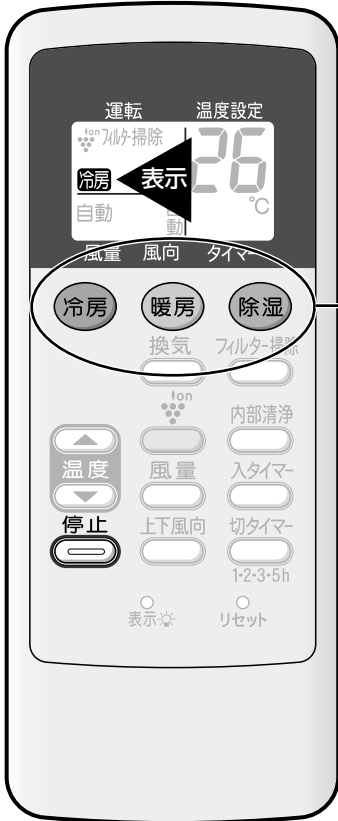 運転 温度設定
ion フィルター掃除
26
冷房 表示
℃
自動 自動
風量 風向 タイマー
冷房 暖房 除湿
換気 フィルター掃除
ion
内部清浄
温度 風量 入タイマー
停止 上下風向 切タイマー
1・2・3・5h
表示 リセット